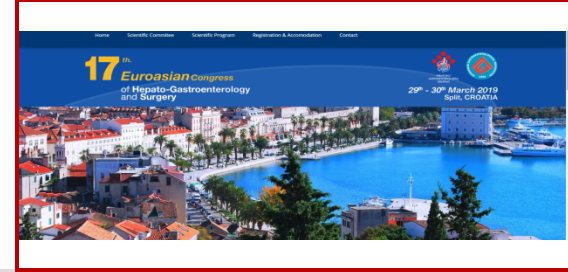 Home Scientific Commitee Scientific Program Registration & Accomodation Contact
17th.
Euroasian Congress
of Hepato-Gastroenterology
and Surgery
29th - 30th March 2019
Split, CROATIA